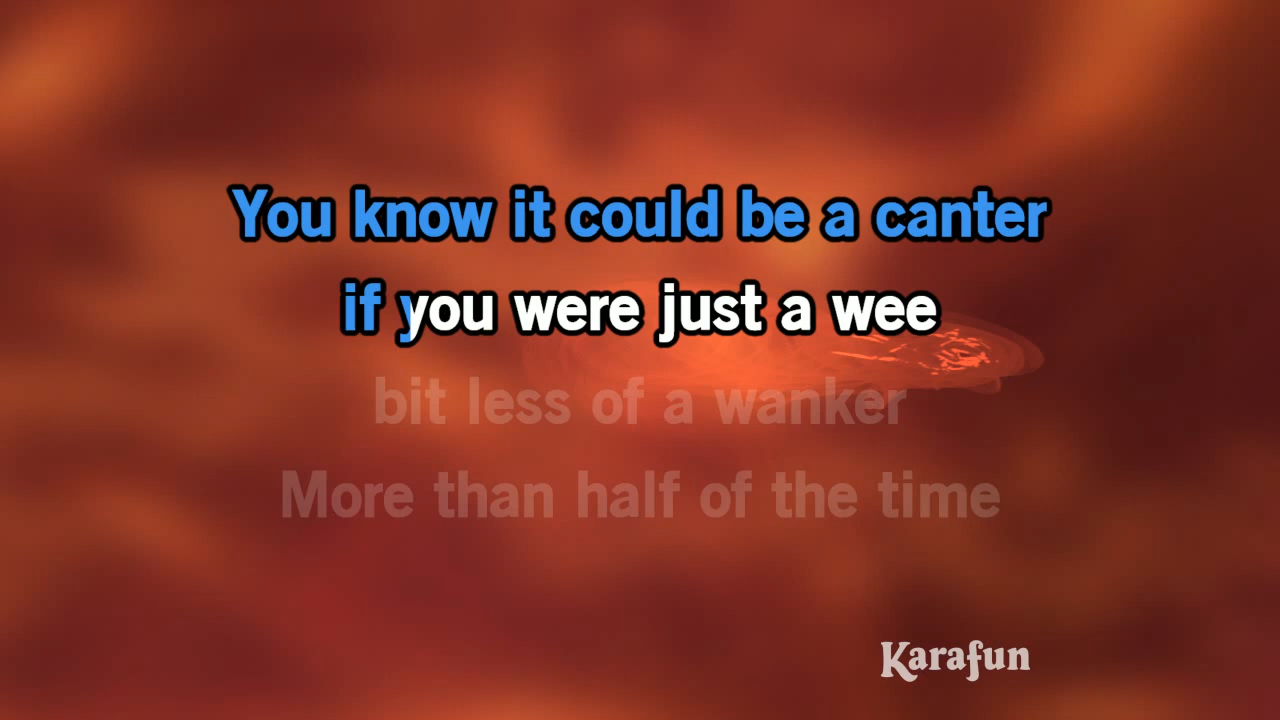 You know it could be a canter
if you were just a wee
bit less of a wanker
More than half of the time
Karafun